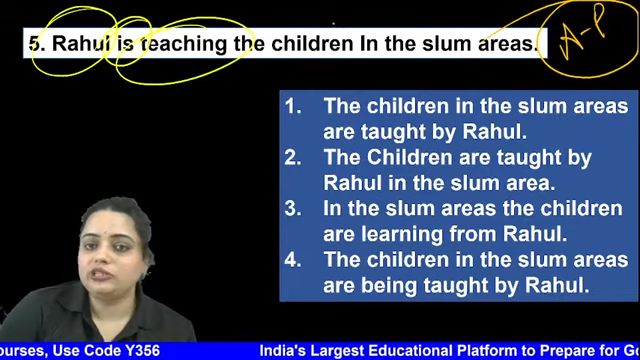 5. Rahul is teaching the children In the slum areas.
A-P
1. The children in the slum areas
are taught by Rahul.
2. The Children are taught by
Rahul in the slum area.
3. In the slum areas the children
are learning from Rahul.
4. The children in the slum areas
are being taught by Rahul.
ourses, Use Code Y356 India's Largest Educational Platform to Prepare for Go